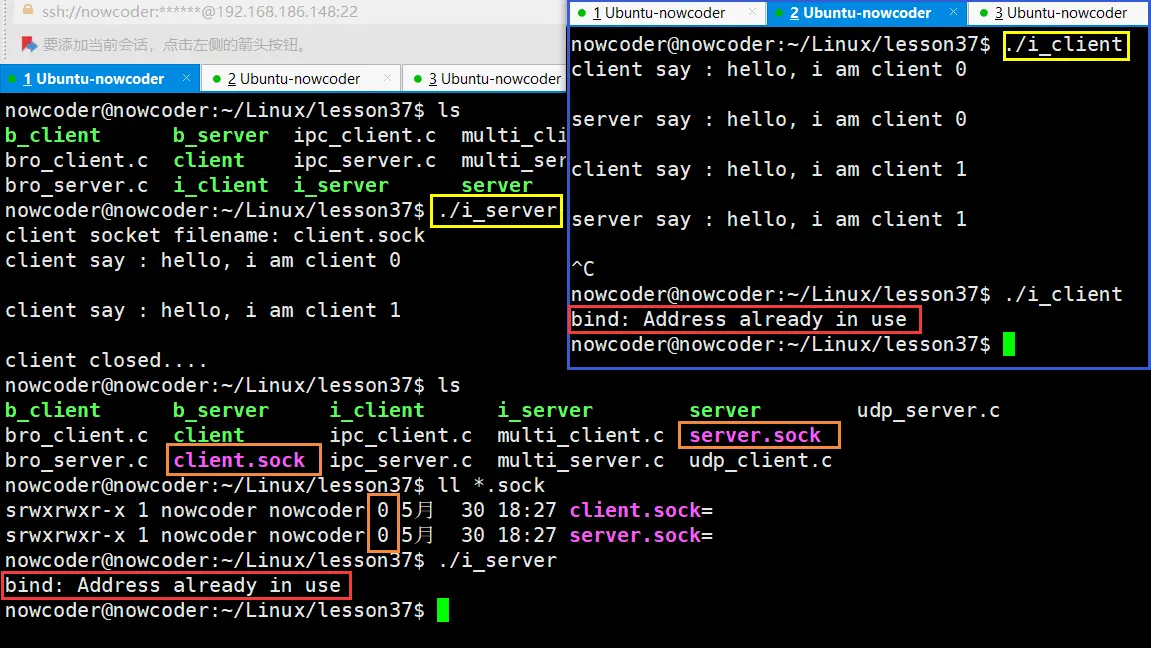 ssh://nowcoder:******@192.168.186.148:22
要添加当前会话，点击左侧的箭头按钮。
1 Ubuntu-nowcoder × 2 Ubuntu-nowcoder × 3 Ubuntu-nowcoder
nowcoder@nowcoder:~/Linux/lesson37$ ls
b_client b_server ipc_client.c multi_cli
bro_client.c client ipc_server.c multi_ser
bro_server.c i_client i_server server
nowcoder@nowcoder:~/Linux/lesson37$ ./i_server
client socket filename: client.sock
client say : hello, i am client 0
client say : hello, i am client 1
client closed....
nowcoder@nowcoder:~/Linux/lesson37$ ls
b_client b_server i_client i_server server udp_server.c
bro_client.c client ipc_client.c multi_client.c server.sock
bro_server.c client.sock ipc_server.c multi_server.c udp_client.c
nowcoder@nowcoder:~/Linux/lesson37$ ll *.sock
srwxrwxr-x 1 nowcoder nowcoder 0 5月 30 18:27 client.sock=
srwxrwxr-x 1 nowcoder nowcoder 0 5月 30 18:27 server.sock=
nowcoder@nowcoder:~/Linux/lesson37$ ./i_server
bind: Address already in use
nowcoder@nowcoder:~/Linux/lesson37$
1 Ubuntu-nowcoder × 2 Ubuntu-nowcoder × 3 Ubuntu-nowcoder
nowcoder@nowcoder:~/Linux/lesson37$ ./i_client
client say : hello, i am client 0
server say : hello, i am client 0
client say : hello, i am client 1
server say : hello, i am client 1
^C
nowcoder@nowcoder:~/Linux/lesson37$ ./i_client
bind: Address already in use
nowcoder@nowcoder:~/Linux/lesson37$